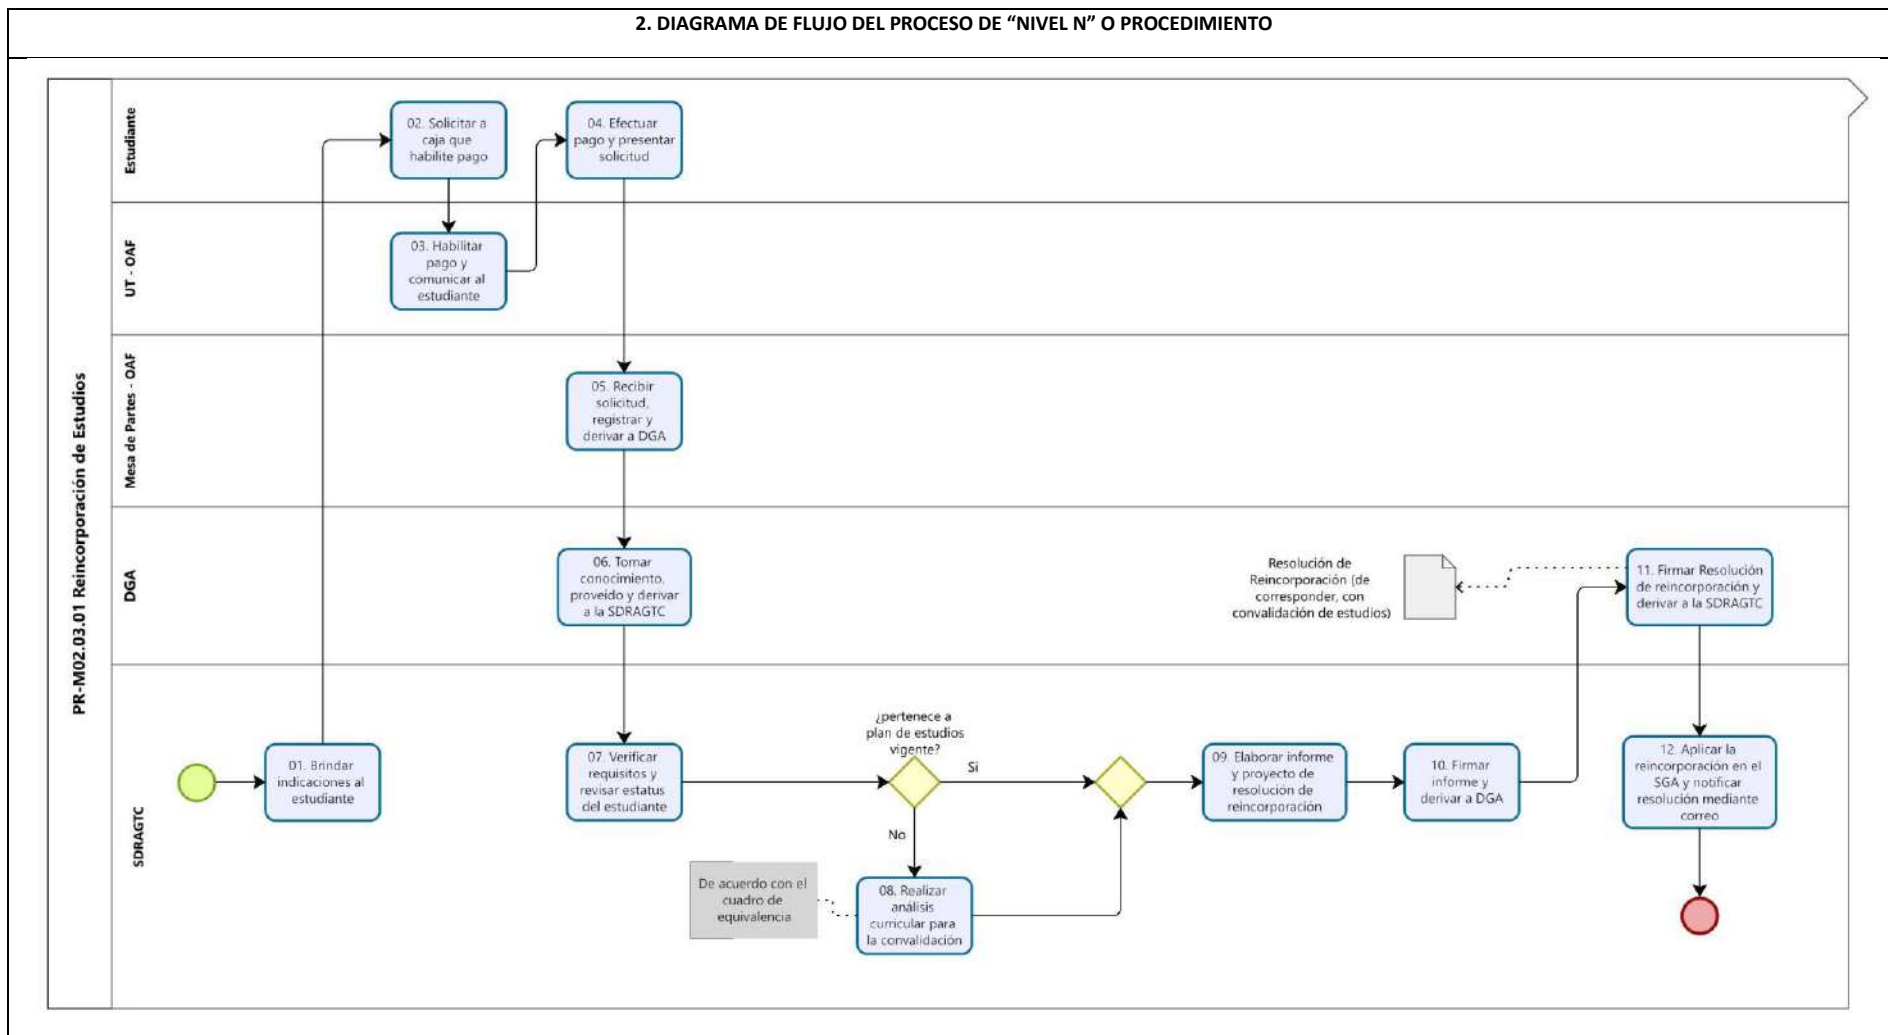 2. DIAGRAMA DE FLUJO DEL PROCESO DE “NIVEL N” O PROCEDIMIENTO
PR-M02.03.01 Reincorporación de Estudios
Estudiante
02. Solicitar a
caja que
habilite pago
04. Efectuar
pago y presentar
solicitud
UT - OAF
03. Habilitar
pago y
comunicar al
estudiante
Mesa de Partes - OAF
05. Recibir
solicitud,
registrar y
derivar a DGA
DGA
06. Tomar
conocimiento,
proveido y derivar
a la SDRAGTC
Resolución de
Reincorporación (de
corresponder, con
convalidación de estudios)
11. Firmar Resolución
de reincorporación y
derivar a la SDRAGTC
SDRAGTC
01. Brindar
indicaciones al
estudiante
07. Verificar
requisitos y
revisar estatus
del estudiante
¿pertenece a
plan de estudios
vigente?
Si
No
De acuerdo con el
cuadro de
equivalencia
08. Realizar
análisis
curricular para
la convalidación
09. Elaborar informe
y proyecto de
resolución de
reincorporación
10. Firmar
informe y
derivar a DGA
12. Aplicar la
reincorporación en el
SGA y notificar
resolución mediante
correo